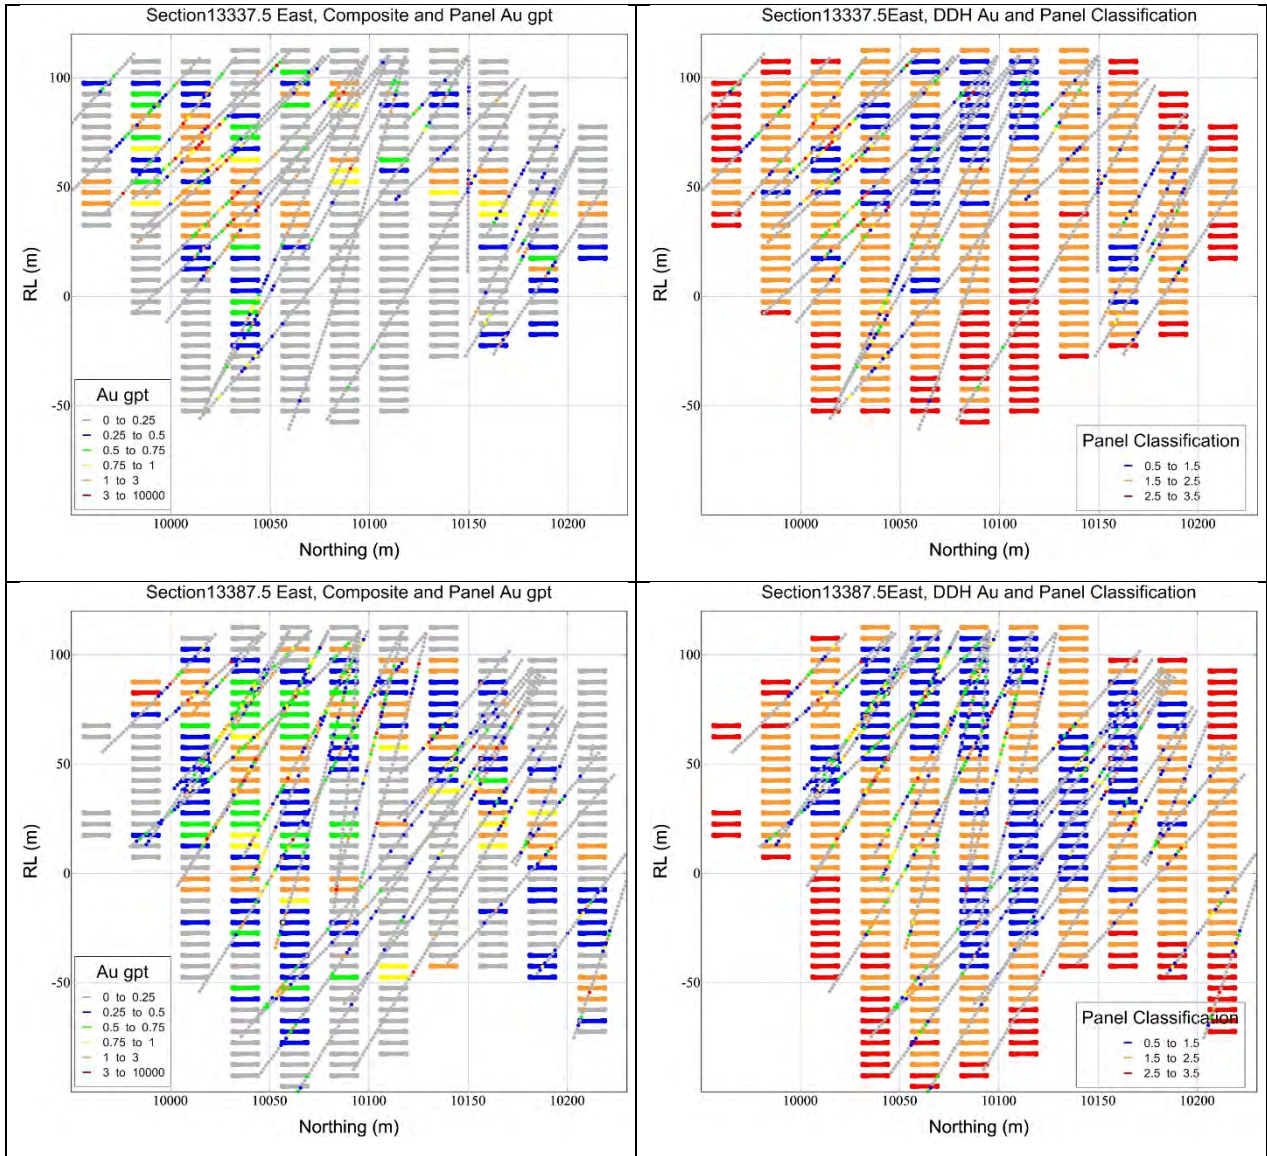 Section13337.5 East, Composite and Panel Au gpt
RL (m)
100
50
0
-50
Au gpt
0 to 0.25
0.25 to 0.5
0.5 to 0.75
0.75 to 1
1 to 3
3 to 10000
10000 10050 10100 10150 10200
Northing (m)
Section13337.5East, DDH Au and Panel Classification
RL (m)
100
50
0
-50
Panel Classification
0.5 to 1.5
1.5 to 2.5
2.5 to 3.5
10000 10050 10100 10150 10200
Northing (m)
Section13387.5 East, Composite and Panel Au gpt
RL (m)
100
50
0
-50
Au gpt
0 to 0.25
0.25 to 0.5
0.5 to 0.75
0.75 to 1
1 to 3
3 to 10000
10000 10050 10100 10150 10200
Northing (m)
Section13387.5East, DDH Au and Panel Classification
RL (m)
100
50
0
-50
Panel Classification
0.5 to 1.5
1.5 to 2.5
2.5 to 3.5
10000 10050 10100 10150 10200
Northing (m)